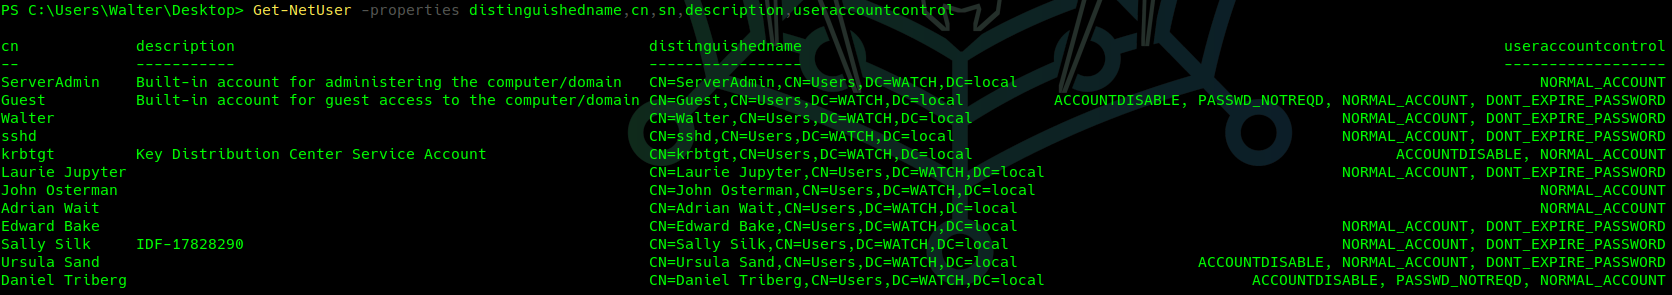 PS C:\Users\Walter\Desktop> Get-NetUser -properties distinguishedname,cn,sn,description,useraccountcontrol
cn description distinguishedname useraccountcontrol
-- ----------- ----------------- ------------------
ServerAdmin Built-in account for administering the computer/domain CN=ServerAdmin,CN=Users,DC=WATCH,DC=local NORMAL_ACCOUNT
Guest Built-in account for guest access to the computer/domain CN=Guest,CN=Users,DC=WATCH,DC=local ACCOUNTDISABLE, PASSWD_NOTREQD, NORMAL_ACCOUNT, DONT_EXPIRE_PASSWORD
Walter CN=Walter,CN=Users,DC=WATCH,DC=local NORMAL_ACCOUNT, DONT_EXPIRE_PASSWORD
sshd CN=sshd,CN=Users,DC=WATCH,DC=local NORMAL_ACCOUNT, DONT_EXPIRE_PASSWORD
krbtgt Key Distribution Center Service Account CN=krbtgt,CN=Users,DC=WATCH,DC=local ACCOUNTDISABLE, NORMAL_ACCOUNT
Laurie Jupyter CN=Laurie Jupyter,CN=Users,DC=WATCH,DC=local NORMAL_ACCOUNT, DONT_EXPIRE_PASSWORD
John Osterman CN=John Osterman,CN=Users,DC=WATCH,DC=local NORMAL_ACCOUNT
Adrian Wait CN=Adrian Wait,CN=Users,DC=WATCH,DC=local NORMAL_ACCOUNT
Edward Bake CN=Edward Bake,CN=Users,DC=WATCH,DC=local NORMAL_ACCOUNT, DONT_EXPIRE_PASSWORD
Sally Silk IDF-17828290 CN=Sally Silk,CN=Users,DC=WATCH,DC=local NORMAL_ACCOUNT, DONT_EXPIRE_PASSWORD
Ursula Sand CN=Ursula Sand,CN=Users,DC=WATCH,DC=local ACCOUNTDISABLE, NORMAL_ACCOUNT, DONT_EXPIRE_PASSWORD
Daniel Triberg CN=Daniel Triberg,CN=Users,DC=WATCH,DC=local ACCOUNTDISABLE, PASSWD_NOTREQD, NORMAL_ACCOUNT